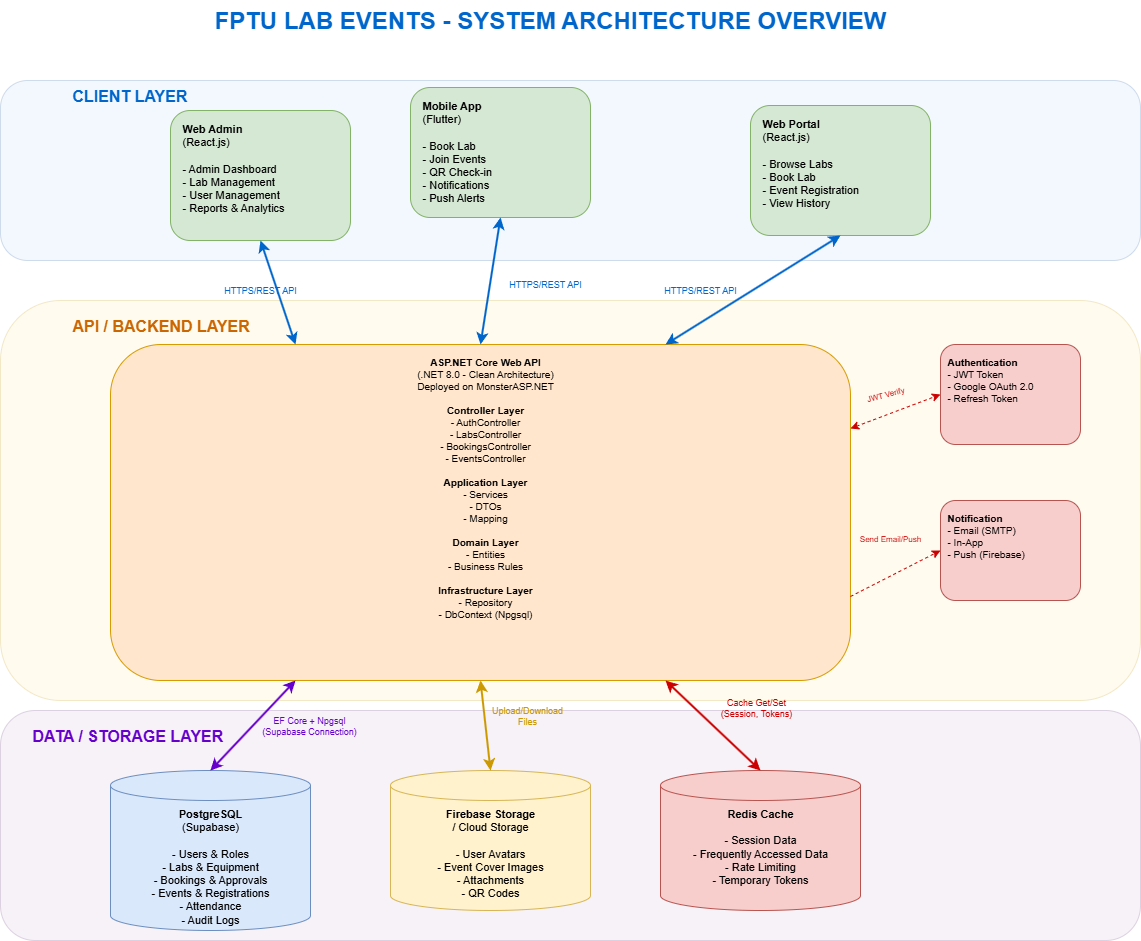 FPTU LAB EVENTS - SYSTEM ARCHITECTURE OVERVIEW
CLIENT LAYER
Web Admin
(React.js)
- Admin Dashboard
- Lab Management
- User Management
- Reports & Analytics
Mobile App
(Flutter)
- Book Lab
- Join Events
- QR Check-in
- Notifications
- Push Alerts
Web Portal
(React.js)
- Browse Labs
- Book Lab
- Event Registration
- View History
HTTPS/REST API
HTTPS/REST API
HTTPS/REST API
API / BACKEND LAYER
ASP.NET Core Web API
(.NET 8.0 - Clean Architecture)
Deployed on MonsterASP.NET
Controller Layer
- AuthController
- LabsController
- BookingsController
- EventsController
Application Layer
- Services
- DTOs
- Mapping
Domain Layer
- Entities
- Business Rules
Infrastructure Layer
- Repository
- DbContext (Npgsql)
JWT Verify
Authentication
- JWT Token
- Google OAuth 2.0
- Refresh Token
Send Email/Push
Notification
- Email (SMTP)
- In-App
- Push (Firebase)
EF Core + Npgsql
(Supabase Connection)
Upload/Download
Files
Cache Get/Set
(Session, Tokens)
DATA / STORAGE LAYER
PostgreSQL
(Supabase)
- Users & Roles
- Labs & Equipment
- Bookings & Approvals
- Events & Registrations
- Attendance
- Audit Logs
Firebase Storage
/ Cloud Storage
- User Avatars
- Event Cover Images
- Attachments
- QR Codes
Redis Cache
- Session Data
- Frequently Accessed Data
- Rate Limiting
- Temporary Tokens